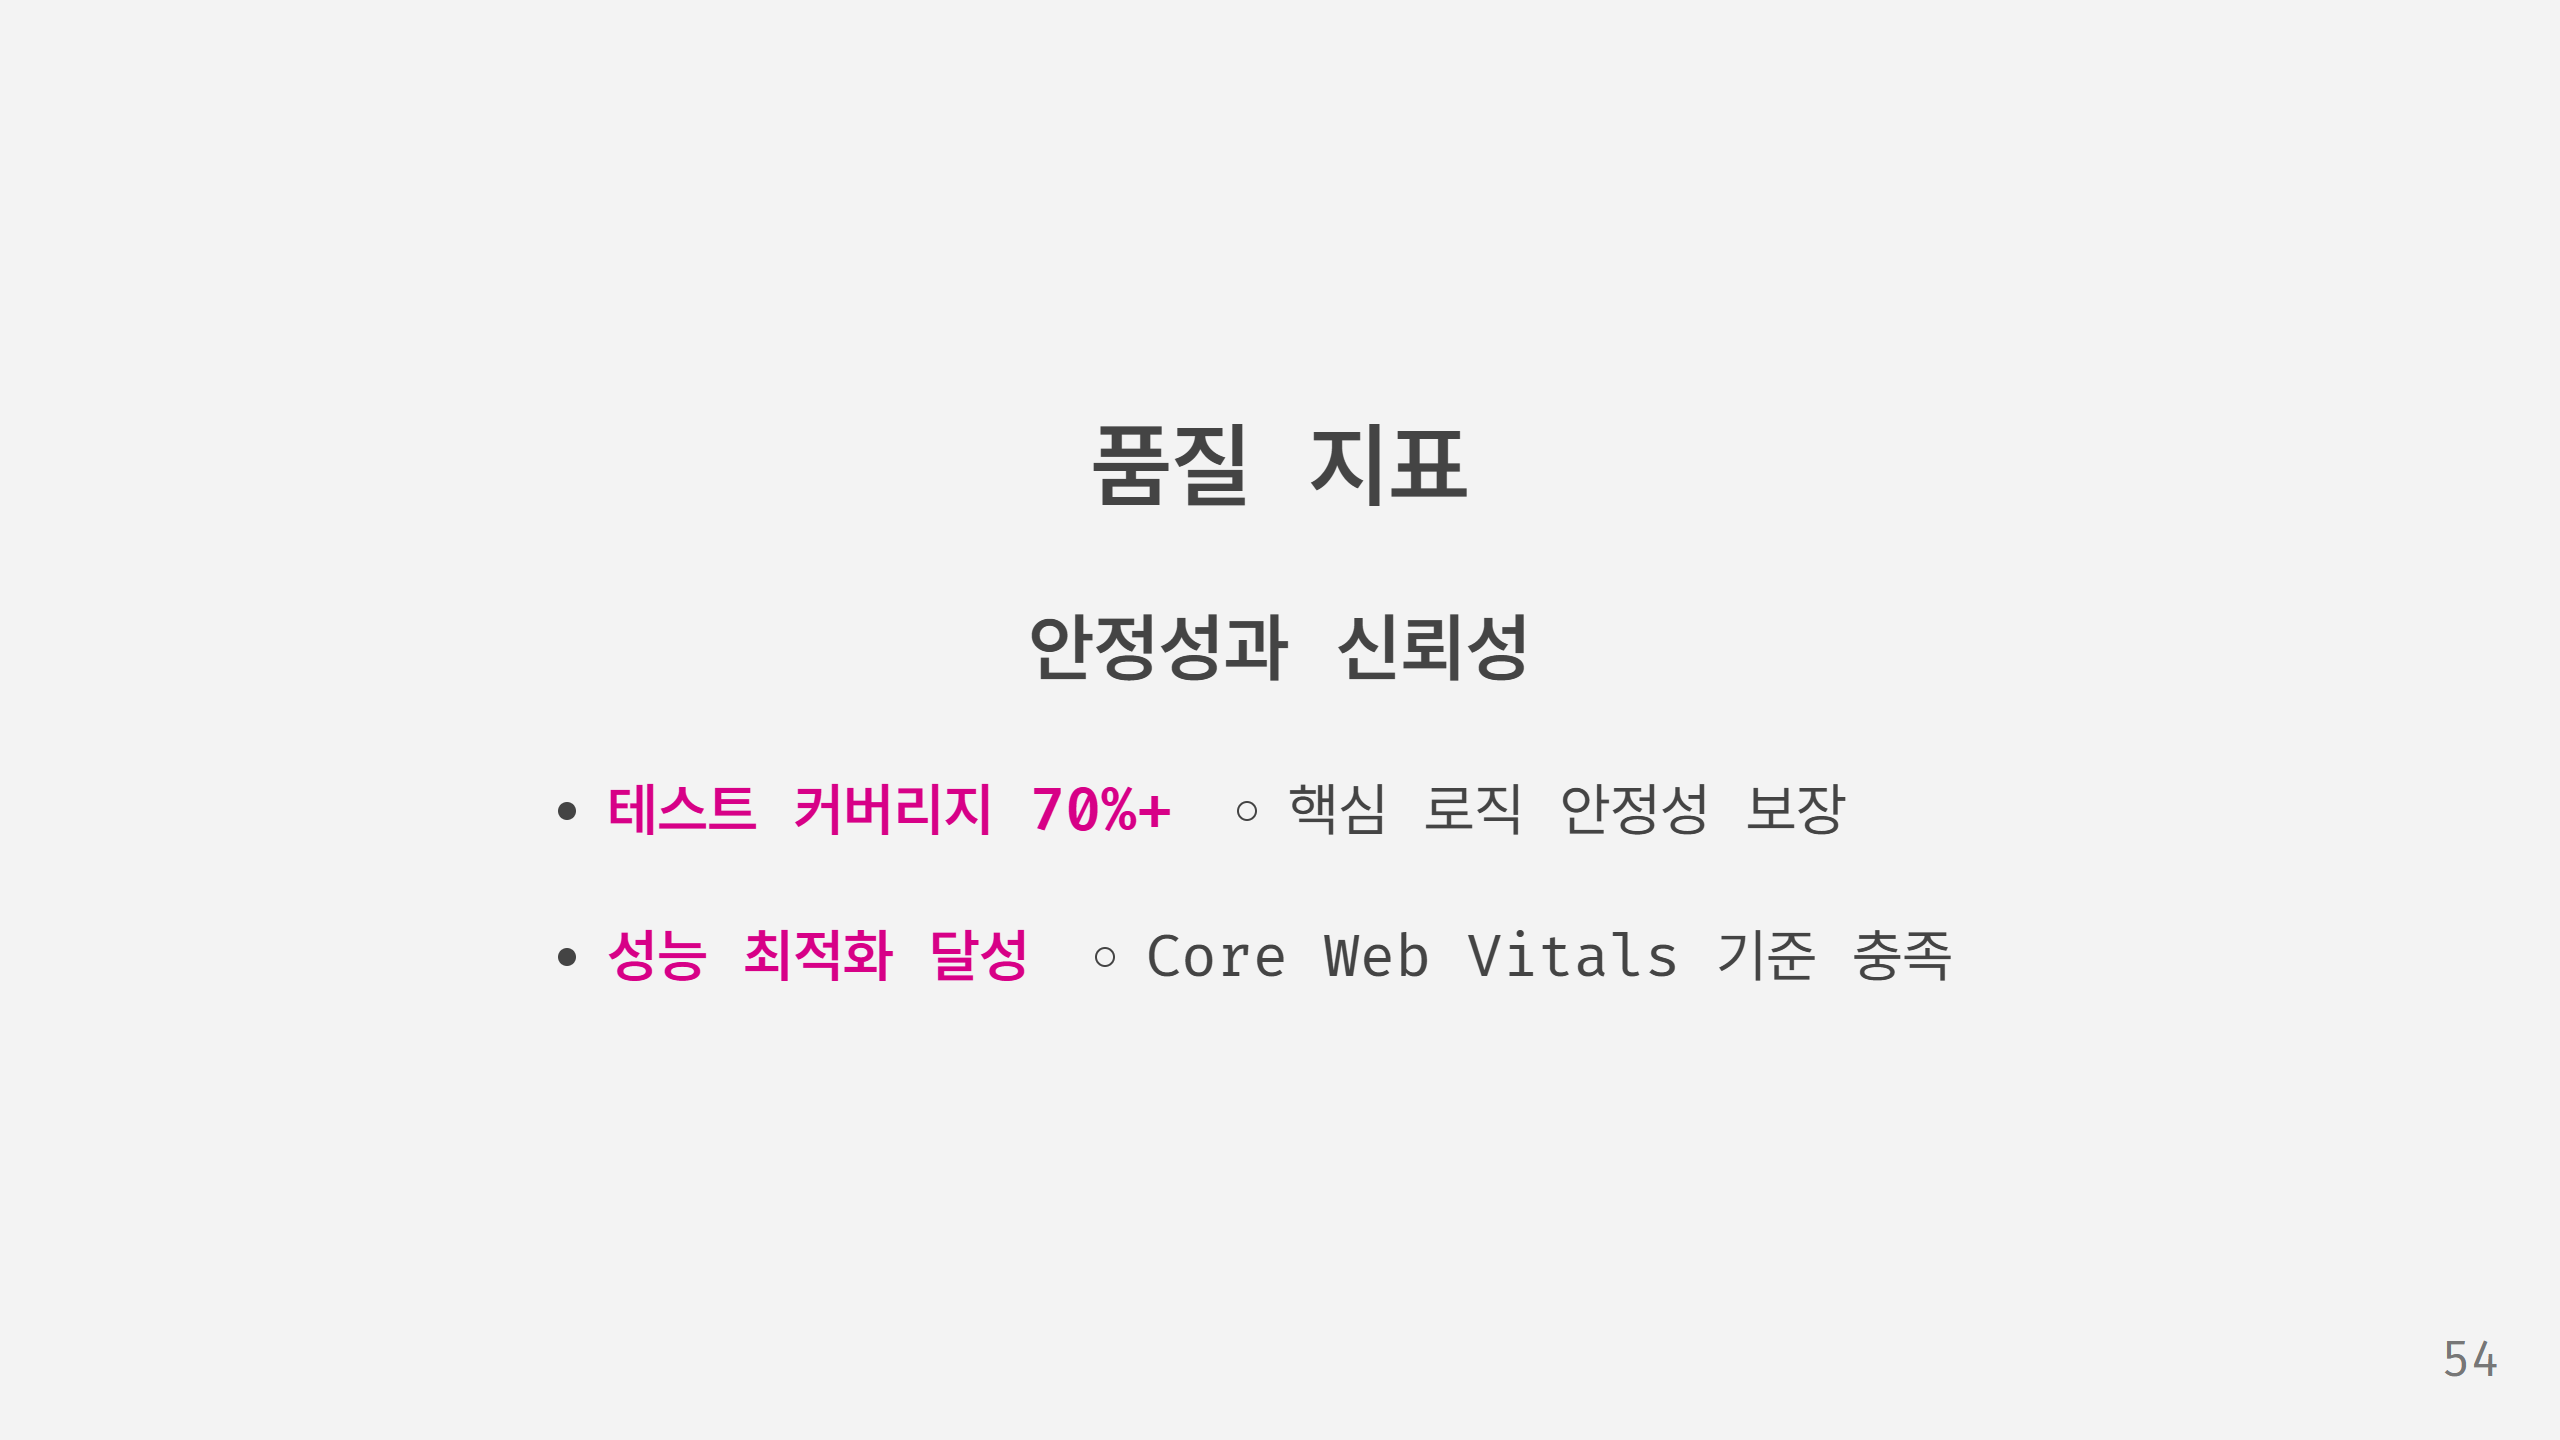 품질 지표
안정성과 신뢰성
• 테스트 커버리지 70%+ ◦ 핵심 로직 안정성 보장
• 성능 최적화 달성 ◦ Core Web Vitals 기준 충족
54